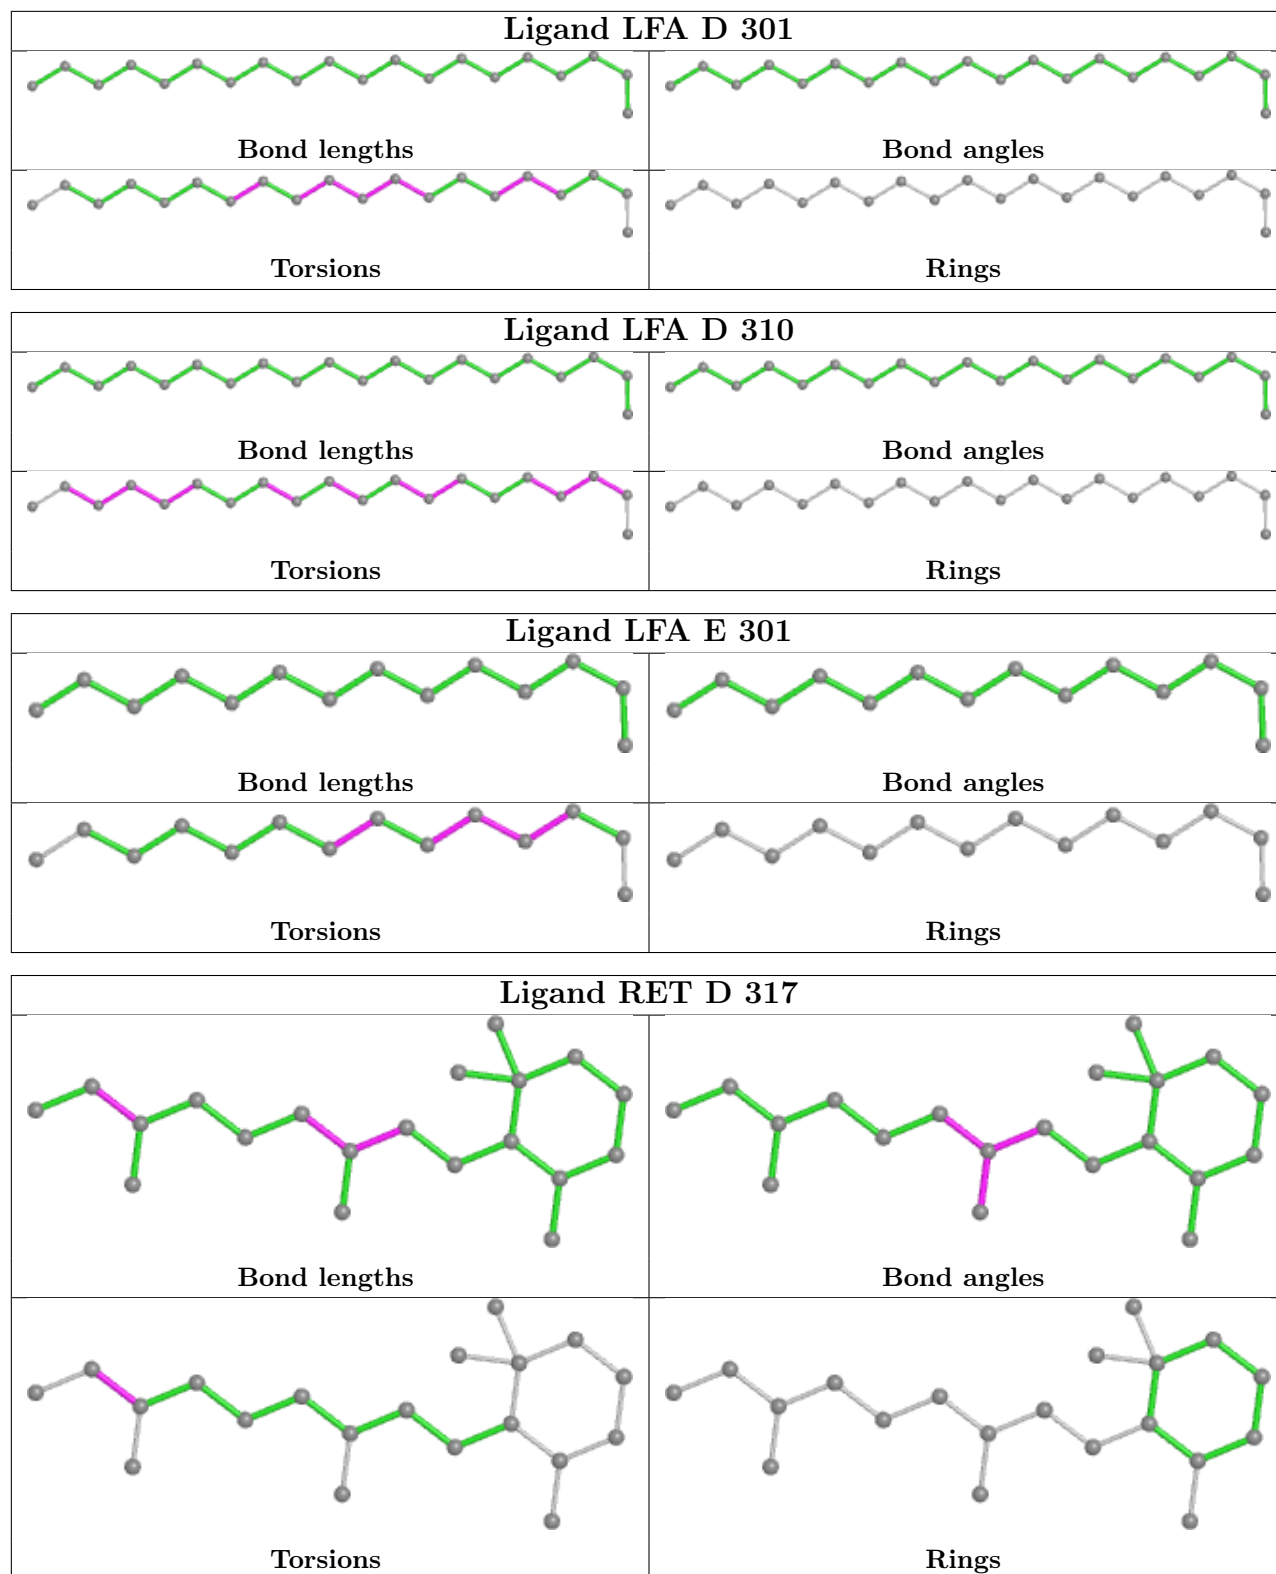 Ligand LFA D 301
Bond lengths
Bond angles
Torsions
Rings
Ligand LFA D 310
Bond lengths
Bond angles
Torsions
Rings
Ligand LFA E 301
Bond lengths
Bond angles
Torsions
Rings
Ligand RET D 317
Bond lengths
Bond angles
Torsions
Rings